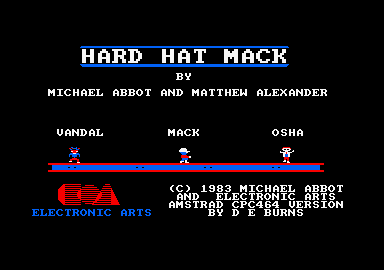 HARD HAT MACK
BY
MICHAEL ABBOT AND MATTHEW ALEXANDER
VANDAL MACK OSHA
(C) 1983 MICHAEL ABBOT
AND ELECTRONIC ARTS
AMSTRAD CPC464 VERSION
BY D E BURNS
ELECTRONIC ARTS